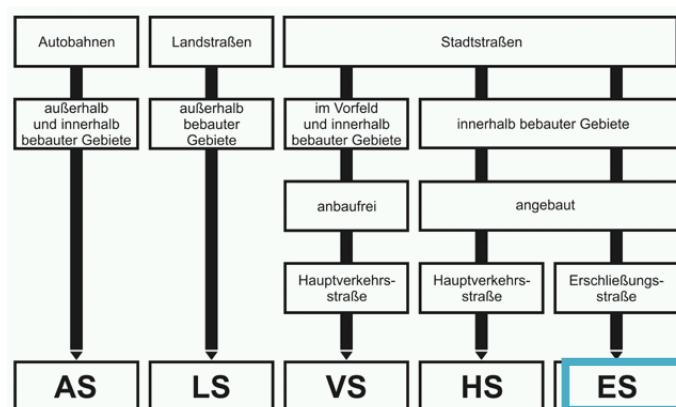 Autobahnen
Landstraßen
Stadtstraßen
außerhalb
und innerhalb
bebauter Gebiete
außerhalb
bebauter
Gebiete
im Vorfeld
und innerhalb
bebauter Gebiete
innerhalb bebauter Gebiete
anbaufrei
angebaut
Hauptverkehrs-
straße
Hauptverkehrs-
straße
Erschließungs-
straße
AS
LS
VS
HS
ES